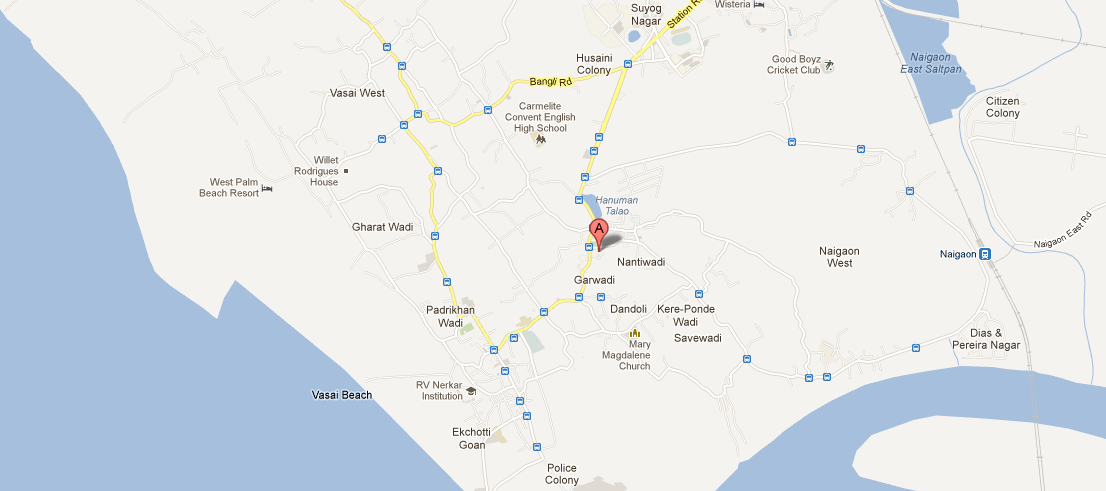 Wisteria
Suyog
Nagar
Station R
Husaini
Colony
Good Boyz
Cricket Club
Naigaon
East Saltpan
Bangli Rd
Vasai West
Citizen
Colony
Carmelite
Convent English
High School
Willet
Rodrigues
House
West Palm
Beach Resort
Hanuman
Talao
Gharat Wadi
A
Naigaon East Rd
Naigaon
West
Naigaon
Nantiwadi
Garwadi
Padrikhan
Wadi
Dandoli
Kere-Ponde
Wadi
Savewadi
Dias &
Pereira Nagar
Mary
Magdalene
Church
RV Nerkar
Institution
Vasai Beach
Ekchotti
Goan
Police
Colony